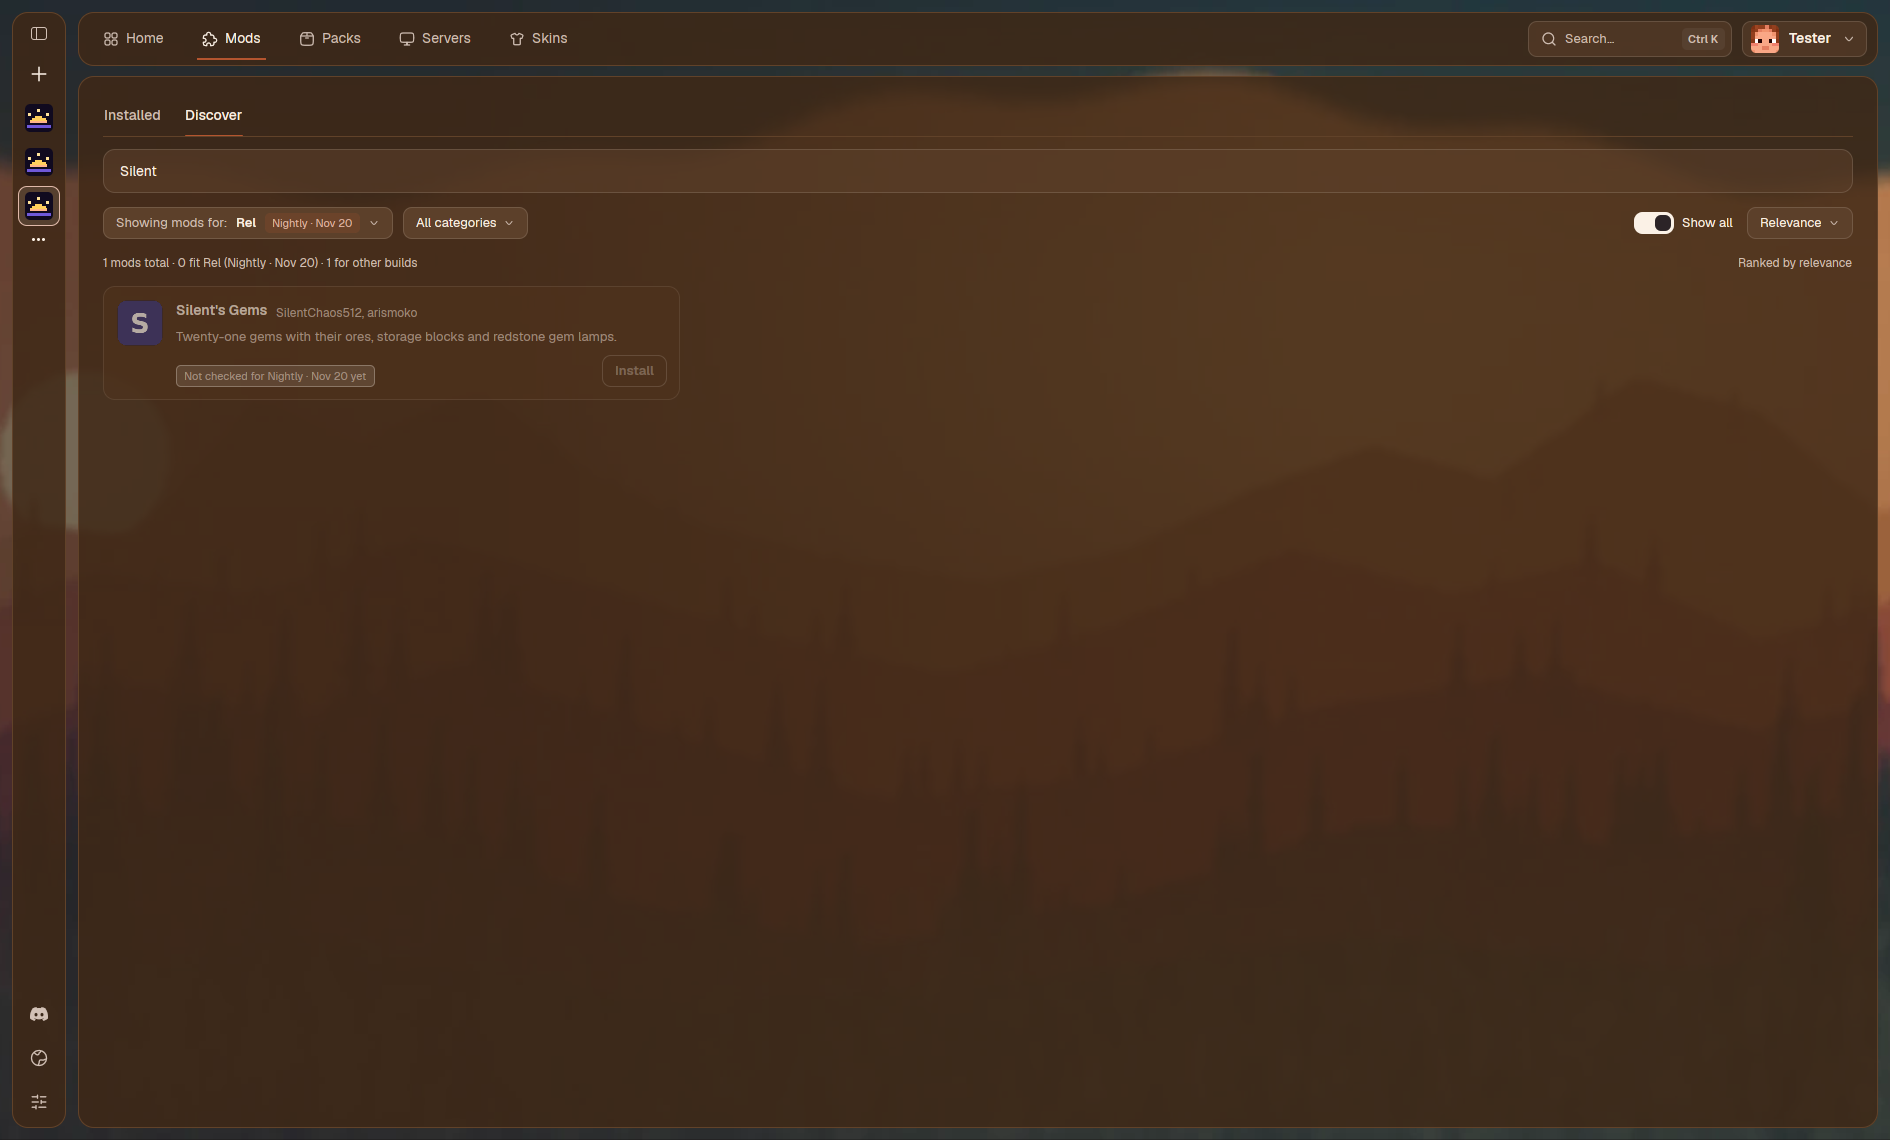 Home
Mods
Packs
Servers
Skins
Search...
Ctrl K
Tester
Installed
Discover
Silent
Showing mods for: Rel Nightly · Nov 20
All categories
Show all
Relevance
1 mods total · 0 fit Rel (Nightly · Nov 20) · 1 for other builds
Ranked by relevance
S
Silent's Gems SilentChaos512, arismoko
Twenty-one gems with their ores, storage blocks and redstone gem lamps.
Not checked for Nightly · Nov 20 yet
Install